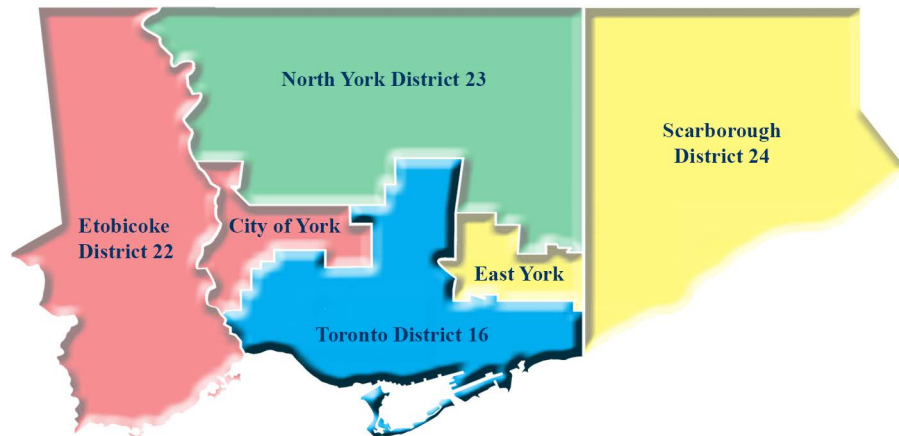 North York District 23
Scarborough
District 24
Etobicoke
District 22
City of York
East York
Toronto District 16